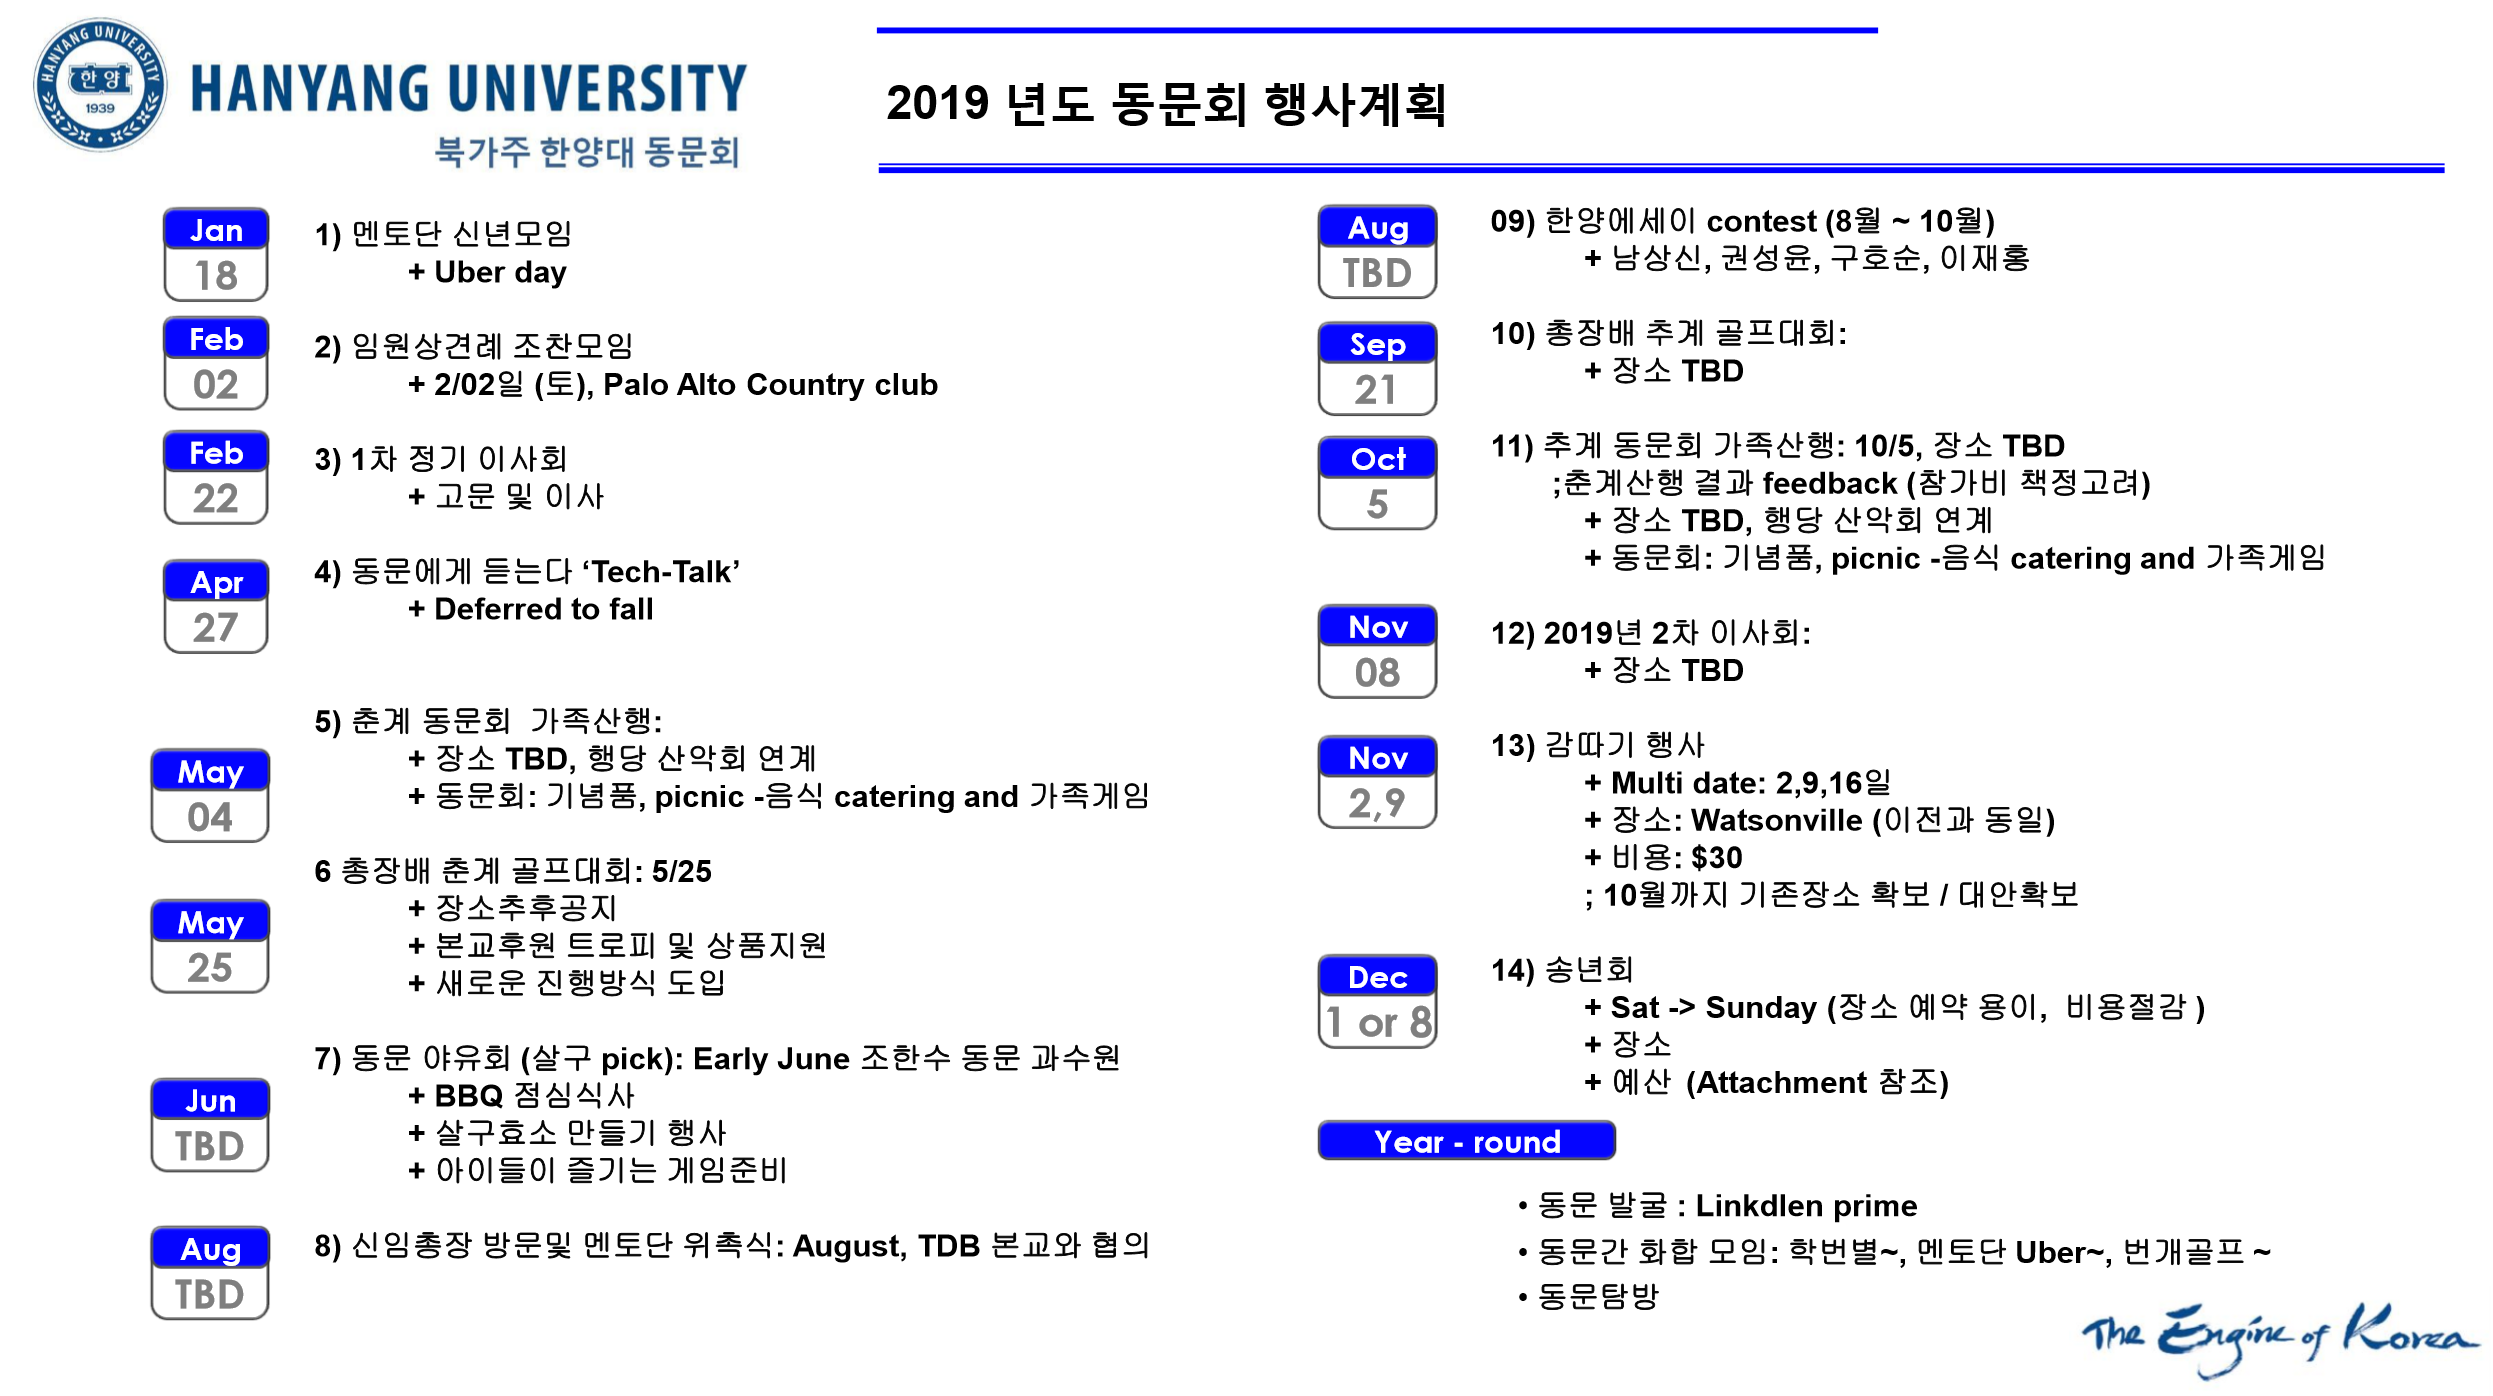 HANYANG UNIVERSITY
한양
1939
HANYANG UNIVERSITY
북가주 한양대 동문회
2019 년도 동문회 행사계획
Jan
18
1) 멘토단 신년모임
+ Uber day
Feb
02
2) 임원상견례 조찬모임
+ 2/02일 (토), Palo Alto Country club
Feb
22
3) 1차 정기 이사회
+ 고문 및 이사
Apr
27
4) 동문에게 듣는다 ‘Tech-Talk’
+ Deferred to fall
May
04
5) 춘계 동문회 가족산행:
+ 장소 TBD, 행당 산악회 연계
+ 동문회: 기념품, picnic -음식 catering and 가족게임
May
25
6 총장배 춘계 골프대회: 5/25
+ 장소추후공지
+ 본교후원 트로피 및 상품지원
+ 새로운 진행방식 도입
Jun
TBD
7) 동문 야유회 (살구 pick): Early June 조한수 동문 과수원
+ BBQ 점심식사
+ 살구효소 만들기 행사
+ 아이들이 즐기는 게임준비
Aug
TBD
8) 신임총장 방문및 멘토단 위촉식: August, TDB 본교와 협의
Aug
TBD
09) 한양에세이 contest (8월 ~ 10월)
+ 남상신, 권성윤, 구호순, 이재홍
Sep
21
10) 총장배 추계 골프대회:
+ 장소 TBD
Oct
5
11) 추계 동문회 가족산행: 10/5, 장소 TBD
;춘계산행 결과 feedback (참가비 책정고려)
+ 장소 TBD, 행당 산악회 연계
+ 동문회: 기념품, picnic -음식 catering and 가족게임
Nov
08
12) 2019년 2차 이사회:
+ 장소 TBD
Nov
2,9
13) 감따기 행사
+ Multi date: 2,9,16일
+ 장소: Watsonville (이전과 동일)
+ 비용: $30
; 10월까지 기존장소 확보 / 대안확보
Dec
1 or 8
14) 송년회
+ Sat -> Sunday (장소 예약 용이, 비용절감 )
+ 장소
+ 예산 (Attachment 참조)
Year - round
• 동문 발굴 : Linkdlen prime
• 동문간 화합 모임: 학번별~, 멘토단 Uber~, 번개골프 ~
• 동문탐방
The Engine of Korea